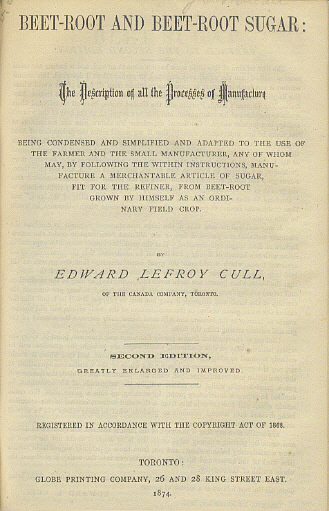 BEET-ROOT AND BEET-ROOT SUGAR:
The Description of all the Processes of Manufacture
BEING CONDENSED AND SIMPLIFIED AND ADAPTED TO THE USE OF
THE FARMER AND THE SMALL MANUFACTURER, ANY OF WHOM
MAY, BY FOLLOWING THE WITHIN INSTRUCTIONS, MANU-
FACTURE A MERCHANTABLE ARTICLE OF SUGAR,
FIT FOR THE REFINER, FROM BEET-ROOT
GROWN BY HIMSELF AS AN ORDI-
NARY FIELD CROP.
BY
EDWARD LEFROY CULL,
OF THE CANADA COMPANY, TORONTO.
SECOND EDITION,
GREATLY ENLARGED AND IMPROVED.
REGISTERED IN ACCORDANCE WITH THE COPYRIGHT ACT OF 1868.
TORONTO:
GLOBE PRINTING COMPANY, 26 AND 28 KING STREET EAST.
1874.